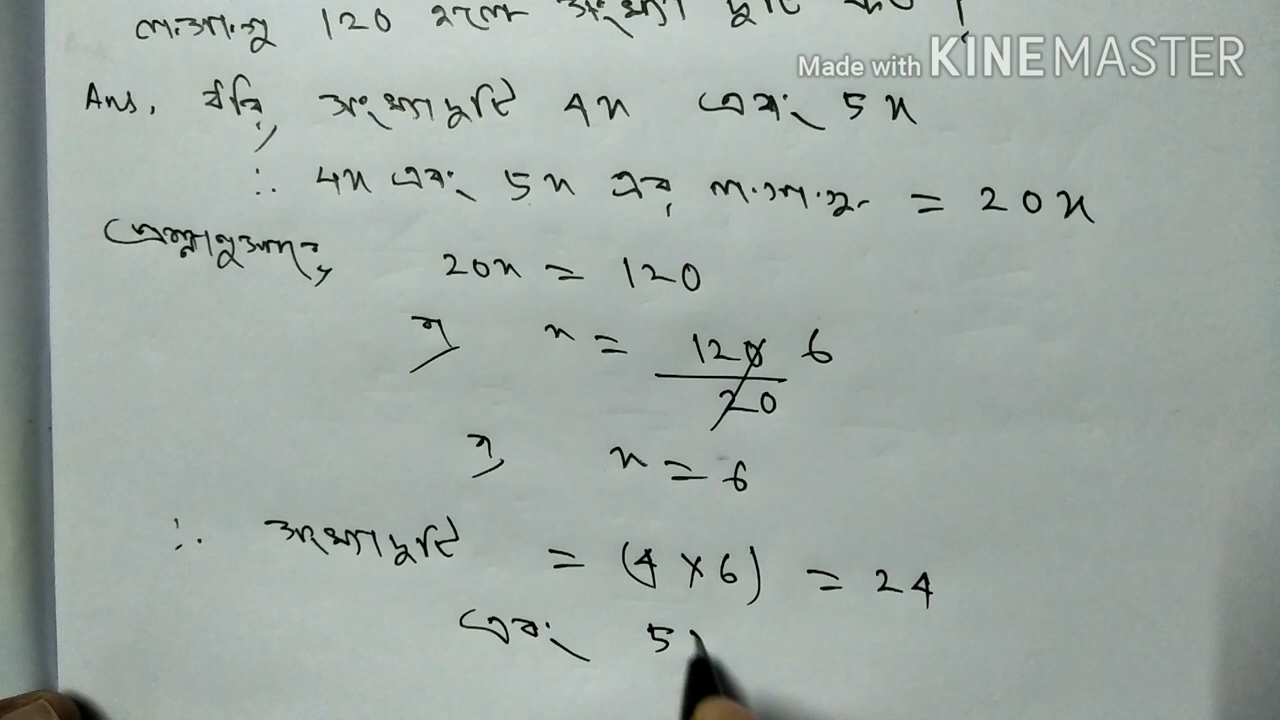 ল.সা.গু 120 হলে সংখ্যা দুটি কত ?
Made with KINEMASTER
Ans, ধরি, সংখ্যাদুটি 4x এবং 5x
∴ 4x এবং 5x এর ল.সা.গু. = 20x
প্রশ্নানুসারে, 20x = 120
বা, x = 120/20 6
বা, x = 6
∴ সংখ্যাদুটি = (4 × 6) = 24
এবং 5